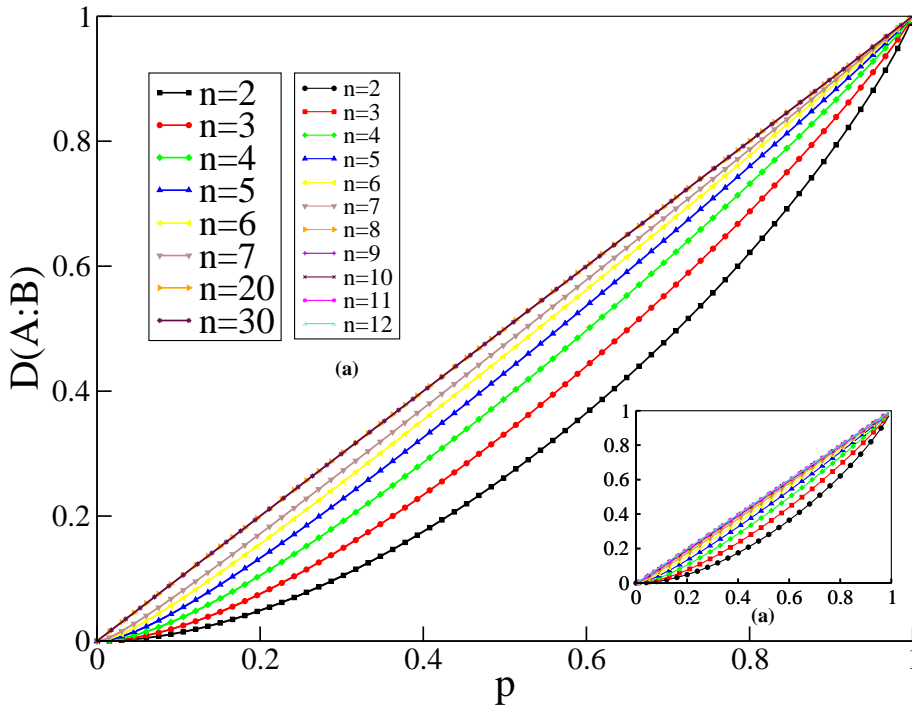 1
0.8
0.6
0.4
0.2
0
D(A:B)
n=2
n=3
n=4
n=5
n=6
n=7
n=20
n=30
n=2
n=3
n=4
n=5
n=6
n=7
n=8
n=9
n=10
n=11
n=12
(a)
1
0.8
0.6
0.4
0.2
0
0 0.2 0.4 0.6 0.8 1
(a)
0 0.2 0.4 0.6 0.8 1
p